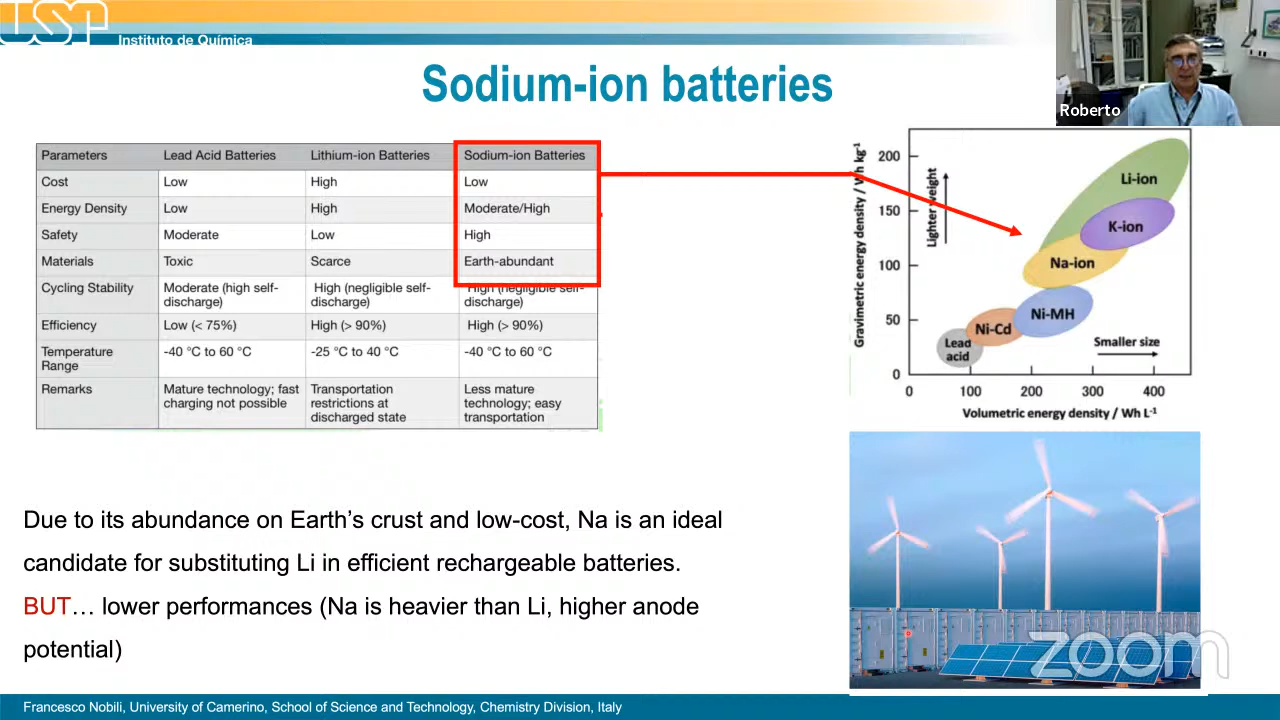 USP
Instituto de Química
Sodium-ion batteries
Roberto
Parameters Lead Acid Batteries Lithium-ion Batteries Sodium-ion Batteries
Cost Low High Low
Energy Density Low High Moderate/High
Safety Moderate Low High
Materials Toxic Scarce Earth-abundant
Cycling Stability Moderate (high self- High (negligible self- High (negligible self-
discharge) discharge) discharge)
Efficiency Low (< 75%) High (> 90%) High (> 90%)
Temperature -40 °C to 60 °C -25 °C to 40 °C -40 °C to 60 °C
Range
Remarks Mature technology; fast Transportation Less mature
charging not possible restrictions at technology; easy
discharged state transportation
Gravimetric energy density / Wh kg-1
200
150
100
50
0
Lighter weight
Li-ion
K-ion
Na-ion
Ni-MH
Ni-Cd
Lead
acid
Smaller size
0 100 200 300 400
Volumetric energy density / Wh L-1
Due to its abundance on Earth’s crust and low-cost, Na is an ideal
candidate for substituting Li in efficient rechargeable batteries.
BUT… lower performances (Na is heavier than Li, higher anode
potential)
zoom
Francesco Nobili, University of Camerino, School of Science and Technology, Chemistry Division, Italy